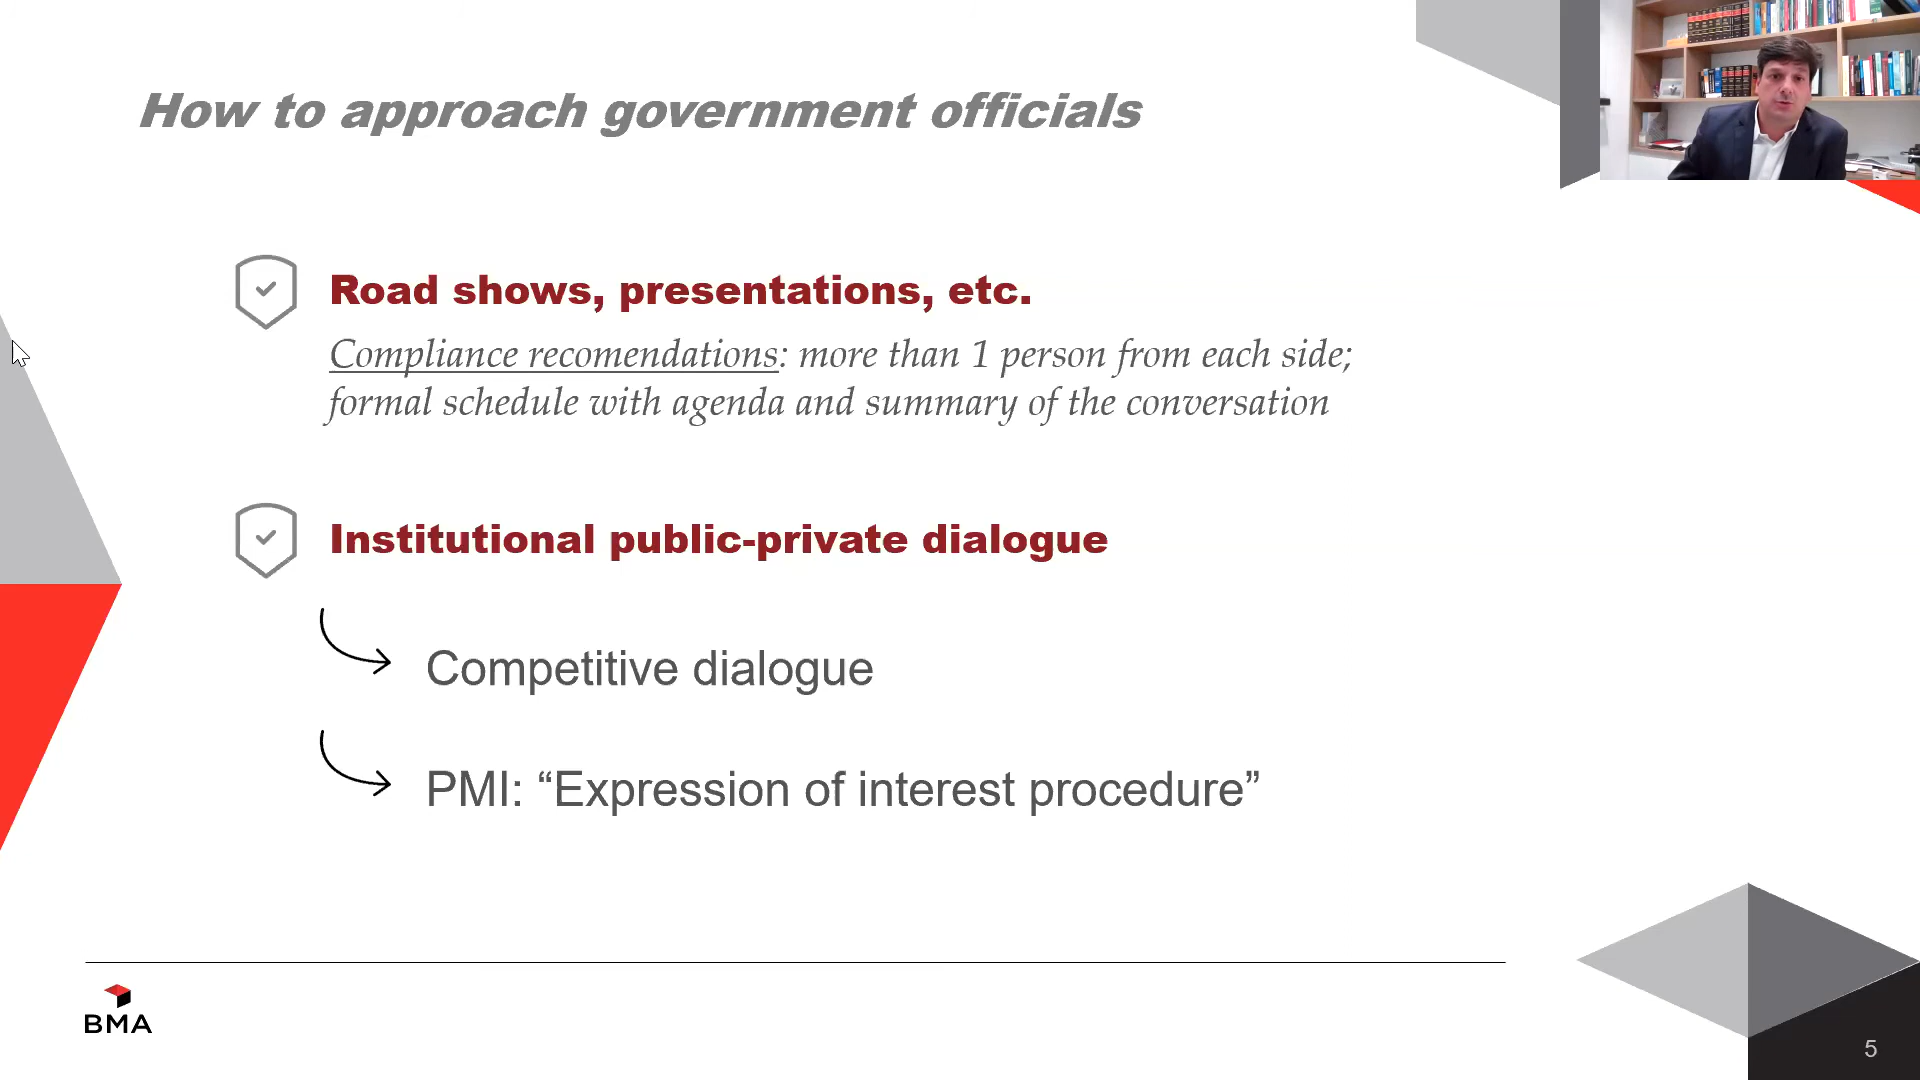 How to approach government officials
Road shows, presentations, etc.
Compliance recomendations: more than 1 person from each side;
formal schedule with agenda and summary of the conversation
Institutional public-private dialogue
Competitive dialogue
PMI: “Expression of interest procedure”
BMA
5